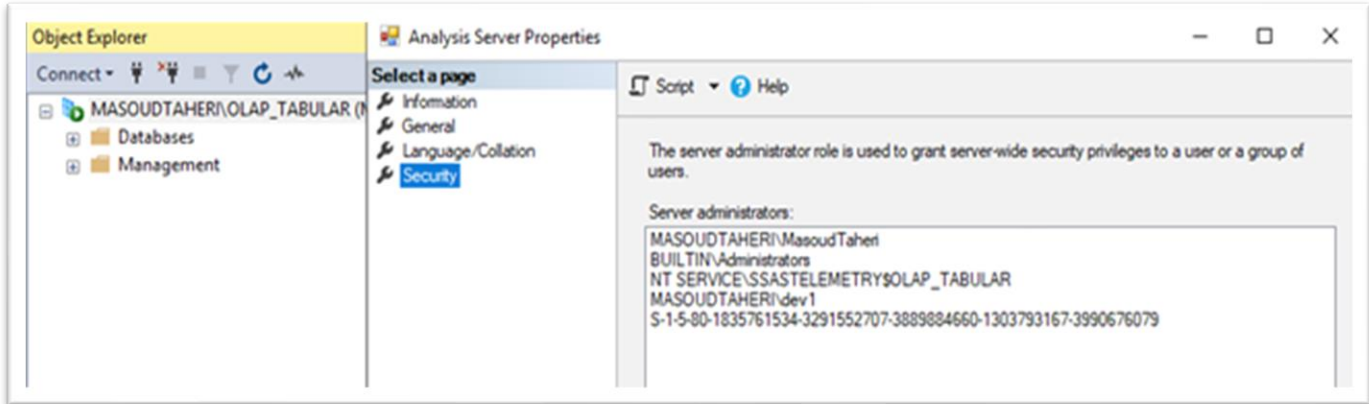 Object Explorer
Connect
MASOUDTAHERI\OLAP_TABULAR (M
Databases
Management
Analysis Server Properties
Select a page
Information
General
Language/Collation
Security
Script
Help
The server administrator role is used to grant server-wide security privileges to a user or a group of
users.
Server administrators:
MASOUDTAHERI\MasoudTaheri
BUILTIN\Administrators
NT SERVICE\SSASTELEMETRY$OLAP_TABULAR
MASOUDTAHERI\dev1
S-1-5-80-1835761534-3291552707-3889884660-1303793167-3990676079